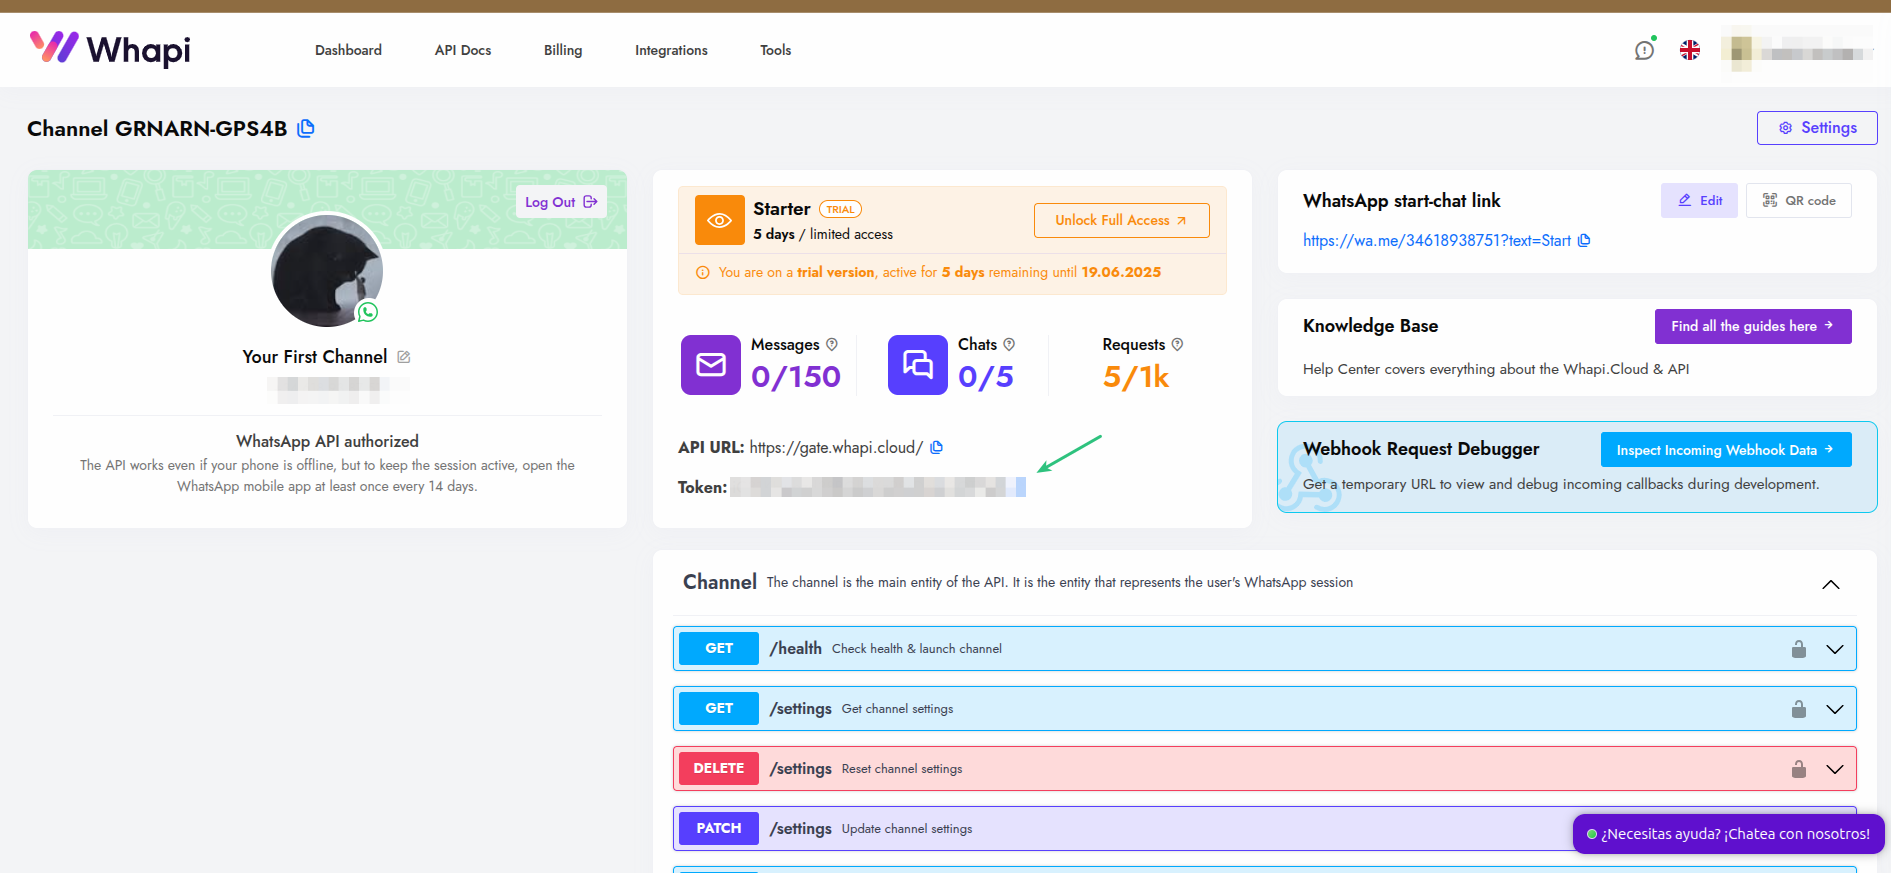 Whapi
Dashboard
API Docs
Billing
Integrations
Tools
Channel GRNARN-GPS4B
Settings
Log Out
Your First Channel
WhatsApp API authorized
The API works even if your phone is offline, but to keep the session active, open the
WhatsApp mobile app at least once every 14 days.
Starter TRIAL
5 days / limited access
Unlock Full Access
You are on a trial version, active for 5 days remaining until 19.06.2025
Messages
0/150
Chats
0/5
Requests
5/1k
API URL: https://gate.whapi.cloud/
Token:
WhatsApp start-chat link
Edit
QR code
https://wa.me/34618938751?text=Start
Knowledge Base
Find all the guides here
Help Center covers everything about the Whapi.Cloud & API
Webhook Request Debugger
Inspect Incoming Webhook Data
Get a temporary URL to view and debug incoming callbacks during development.
Channel The channel is the main entity of the API. It is the entity that represents the user's WhatsApp session
GET /health Check health & launch channel
GET /settings Get channel settings
DELETE /settings Reset channel settings
PATCH /settings Update channel settings
¿Necesitas ayuda? ¡Chatea con nosotros!